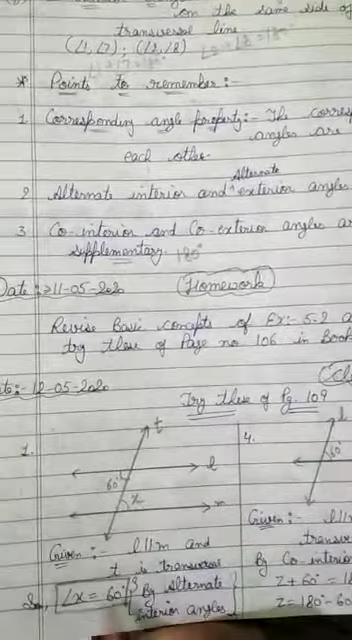 on the same side of
transversal line
(∠1, ∠7) ; (∠2, ∠8)
* Points to remember:-
1. Corresponding angle property:- The corres
angles are
each other
2 Alternate interior and ^Alternate exterior angles
3 Co-interior and Co-exterior angles a
supplementary. 180°
Date:- 11-05-2020 Homework
Revise Basic concepts of Ex:- 5.2 a
try these of Page no 106 in Book
te:- 12-05-2020
Try these of Pg. 109
1. t 4.
l
60° 60°
x m
Given:- l||m and
t is transversal
So, ∠x = 60° { By alternate
interior angles }
Given:- l||
transve
By Co-interio
z + 60° = 18
z = 180 - 60